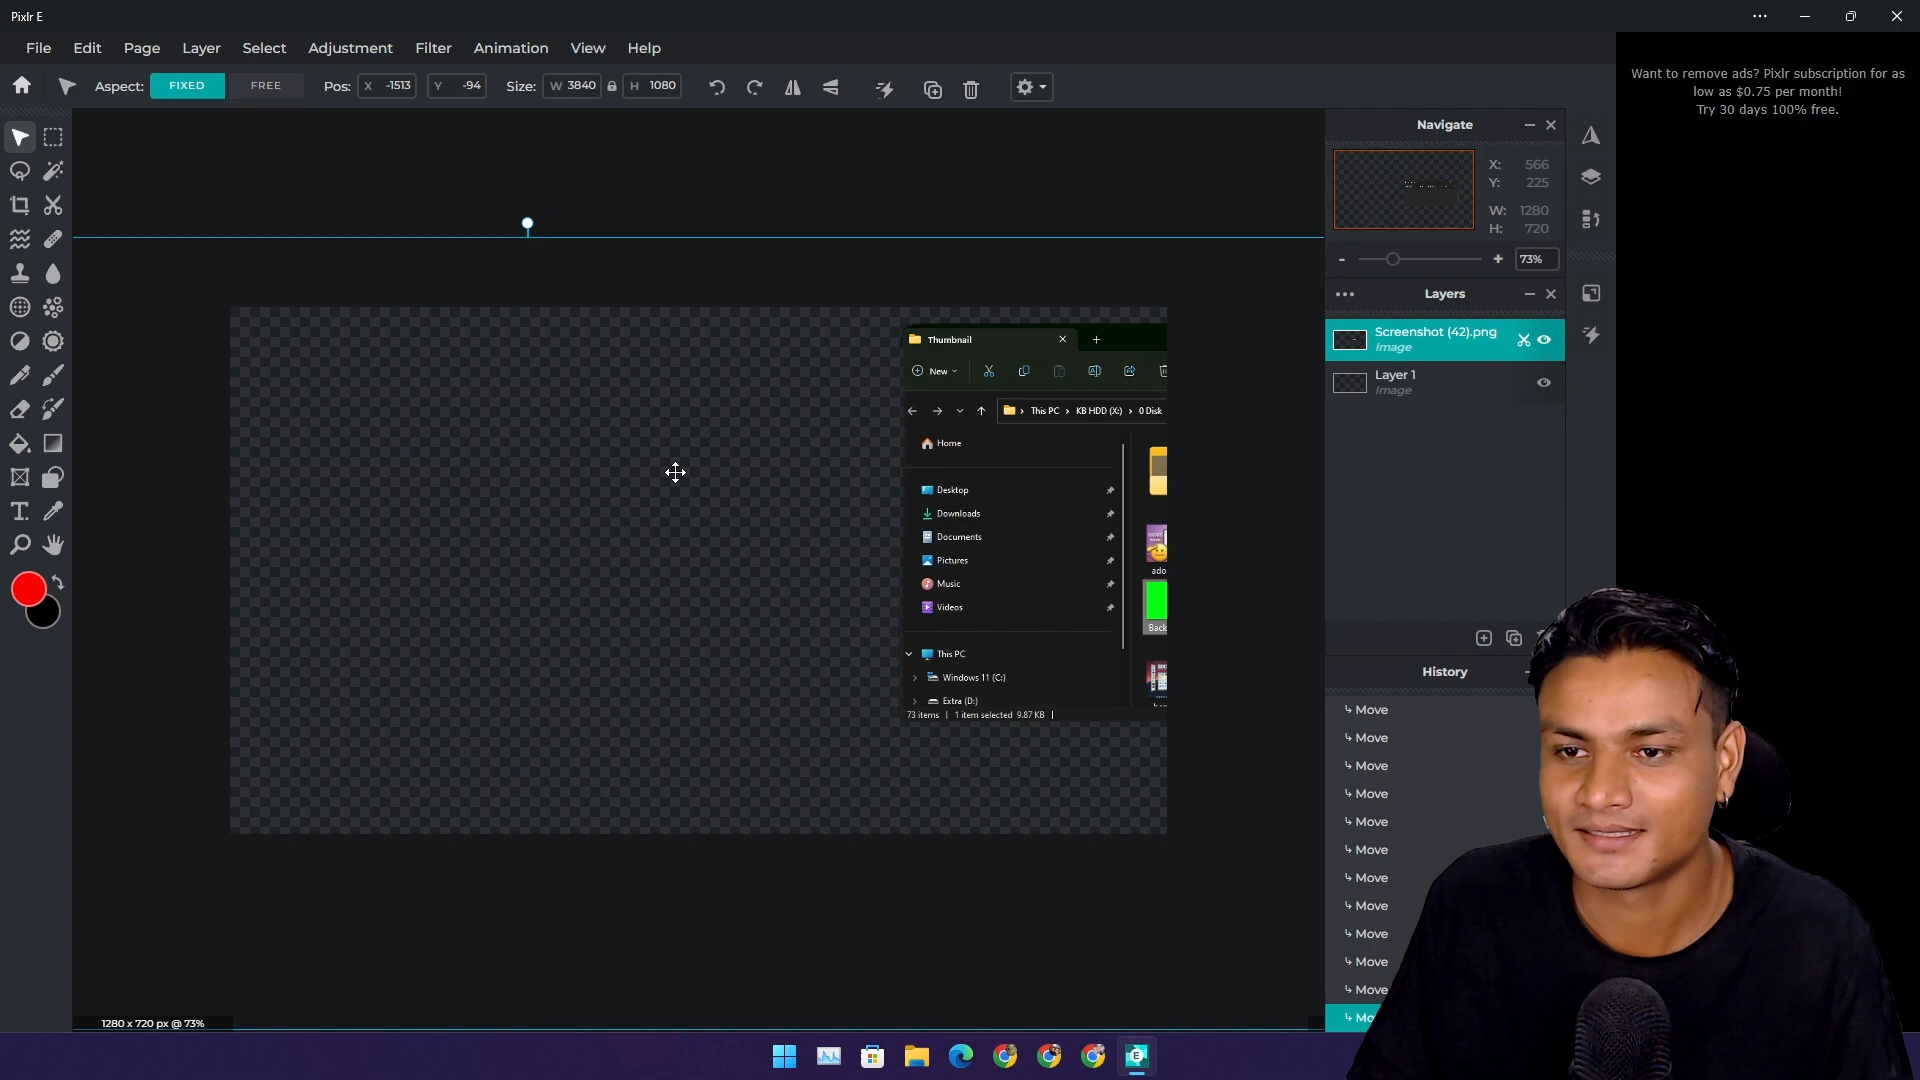 Pixlr E
File Edit Page Layer Select Adjustment Filter Animation View Help
Aspect: FIXED FREE Pos: X -1513 Y -94 Size: W 3840 H 1080
Want to remove ads? Pixlr subscription for as
low as $0.75 per month!
Try 30 days 100% free.
Navigate
X: 566
Y: 225
W: 1280
H: 720
- + 73%
Layers
Screenshot (42).png
Image
Layer 1
Image
History
Move
Move
Move
Move
Move
Move
Move
Move
Move
Move
Move
Mo
Thumbnail
New
This PC › KB HDD (X:) › 0 Disk
Home
Desktop
Downloads
Documents
Pictures
Music
Videos
This PC
Windows 11 (C:)
Extra (D:)
73 items | 1 item selected 9.87 KB |
ado
Back
1280 x 720 px @ 73%
E